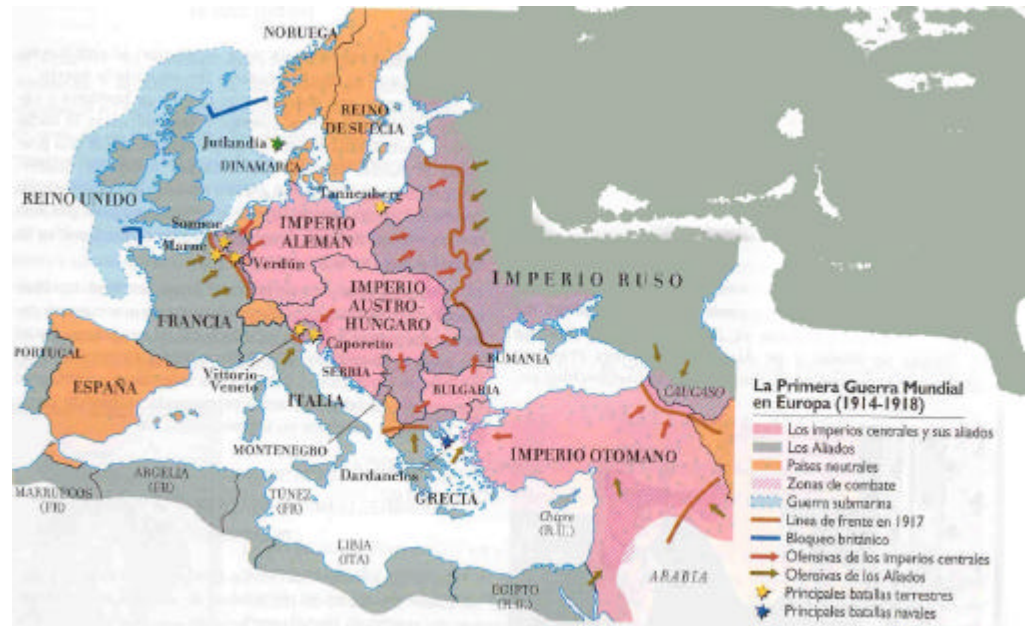 NORUEGA
REINO
DE SUECIA
Jutlandia
DINAMARCA
REINO UNIDO
Tannenberg
Somme
IMPERIO
ALEMÁN
Marne
Verdún
IMPERIO RUSO
IMPERIO
AUSTRO-
HÚNGARO
FRANCIA
Caporetto
PORTUGAL
RUMANIA
Vittorio-
Veneto
SERBIA
ESPAÑA
BULGARIA
CAUCASO
ITALIA
MONTENEGRO
IMPERIO OTOMANO
Dardanelos
GRECIA
ARGELIA
(FR)
MARRUECOS
(FR)
TÚNEZ
(FR)
Chipre
(R.U.)
LIBIA
(ITA)
ARABIA
EGIPTO
(R.U.)
La Primera Guerra Mundial
en Europa (1914-1918)
Los imperios centrales y sus aliados
Los Aliados
Países neutrales
Zonas de combate
Guerra submarina
Línea de frente en 1917
Bloqueo británico
Ofensivas de los imperios centrales
Ofensivas de los Aliados
Principales batallas terrestres
Principales batallas navales